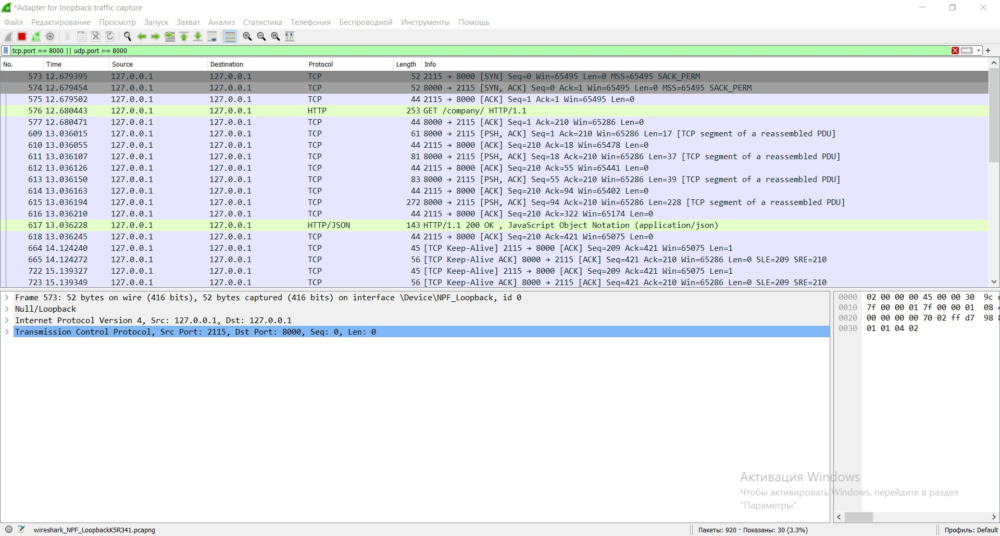 *Adapter for loopback traffic capture
Файл Редактирование Просмотр Запуск Захват Анализ Статистика Телефония Беспроводной Инструменты Помощь
tcp.port == 8000 || udp.port == 8000
No. Time Source Destination Protocol Length Info
573 12.679395 127.0.0.1 127.0.0.1 TCP 52 2115 → 8000 [SYN] Seq=0 Win=65495 Len=0 MSS=65495 SACK_PERM
574 12.679454 127.0.0.1 127.0.0.1 TCP 52 8000 → 2115 [SYN, ACK] Seq=0 Ack=1 Win=65495 Len=0 MSS=65495 SACK_PERM
575 12.679502 127.0.0.1 127.0.0.1 TCP 44 2115 → 8000 [ACK] Seq=1 Ack=1 Win=65495 Len=0
576 12.680443 127.0.0.1 127.0.0.1 HTTP 253 GET /company/ HTTP/1.1
577 12.680471 127.0.0.1 127.0.0.1 TCP 44 8000 → 2115 [ACK] Seq=1 Ack=210 Win=65286 Len=0
609 13.036015 127.0.0.1 127.0.0.1 TCP 61 8000 → 2115 [PSH, ACK] Seq=1 Ack=210 Win=65286 Len=17 [TCP segment of a reassembled PDU]
610 13.036055 127.0.0.1 127.0.0.1 TCP 44 2115 → 8000 [ACK] Seq=210 Ack=18 Win=65478 Len=0
611 13.036107 127.0.0.1 127.0.0.1 TCP 81 8000 → 2115 [PSH, ACK] Seq=18 Ack=210 Win=65286 Len=37 [TCP segment of a reassembled PDU]
612 13.036126 127.0.0.1 127.0.0.1 TCP 44 2115 → 8000 [ACK] Seq=210 Ack=55 Win=65441 Len=0
613 13.036150 127.0.0.1 127.0.0.1 TCP 83 8000 → 2115 [PSH, ACK] Seq=55 Ack=210 Win=65286 Len=39 [TCP segment of a reassembled PDU]
614 13.036163 127.0.0.1 127.0.0.1 TCP 44 2115 → 8000 [ACK] Seq=210 Ack=94 Win=65402 Len=0
615 13.036194 127.0.0.1 127.0.0.1 TCP 272 8000 → 2115 [PSH, ACK] Seq=94 Ack=210 Win=65286 Len=228 [TCP segment of a reassembled PDU]
616 13.036210 127.0.0.1 127.0.0.1 TCP 44 2115 → 8000 [ACK] Seq=210 Ack=322 Win=65174 Len=0
617 13.036228 127.0.0.1 127.0.0.1 HTTP/JSON 143 HTTP/1.1 200 OK , JavaScript Object Notation (application/json)
618 13.036245 127.0.0.1 127.0.0.1 TCP 44 2115 → 8000 [ACK] Seq=210 Ack=421 Win=65075 Len=0
664 14.124240 127.0.0.1 127.0.0.1 TCP 45 [TCP Keep-Alive] 2115 → 8000 [ACK] Seq=209 Ack=421 Win=65075 Len=1
665 14.124272 127.0.0.1 127.0.0.1 TCP 56 [TCP Keep-Alive ACK] 8000 → 2115 [ACK] Seq=421 Ack=210 Win=65286 Len=0 SLE=209 SRE=210
722 15.139327 127.0.0.1 127.0.0.1 TCP 45 [TCP Keep-Alive] 2115 → 8000 [ACK] Seq=209 Ack=421 Win=65075 Len=1
723 15.139349 127.0.0.1 127.0.0.1 TCP 56 [TCP Keep-Alive ACK] 8000 → 2115 [ACK] Seq=421 Ack=210 Win=65286 Len=0 SLE=209 SRE=210
Frame 573: 52 bytes on wire (416 bits), 52 bytes captured (416 bits) on interface \Device\NPF_Loopback, id 0
Null/Loopback
Internet Protocol Version 4, Src: 127.0.0.1, Dst: 127.0.0.1
Transmission Control Protocol, Src Port: 2115, Dst Port: 8000, Seq: 0, Len: 0
0000 02 00 00 00 45 00 00 30 9c
0010 7f 00 00 01 7f 00 00 01 08
0020 00 00 00 00 70 02 ff d7 98
0030 01 01 04 02
Активация Windows
Чтобы активировать Windows, перейдите в раздел
"Параметры".
wireshark_NPF_LoopbackK5R341.pcapng
Пакеты: 920 · Показаны: 30 (3.3%)
Профиль: Default